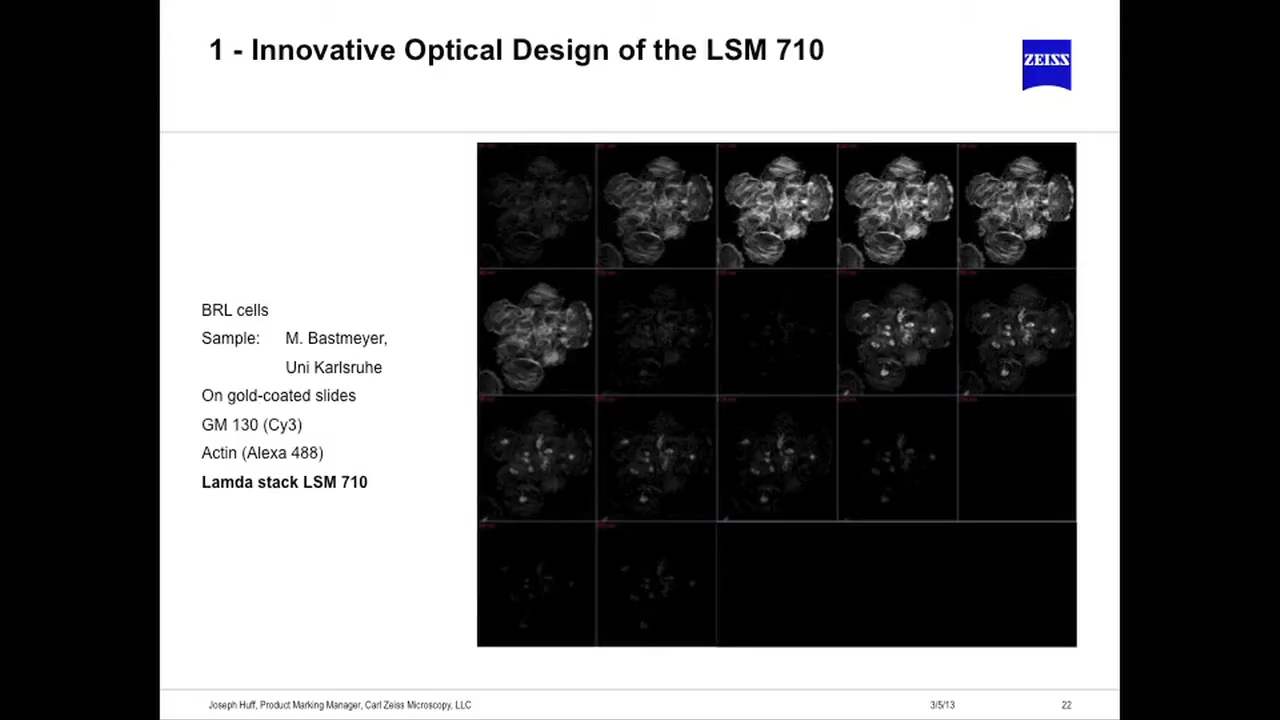 1 - Innovative Optical Design of the LSM 710
ZEISS
BRL cells
Sample: M. Bastmeyer,
Uni Karlsruhe
On gold-coated slides
GM 130 (Cy3)
Actin (Alexa 488)
Lamda stack LSM 710
Joseph Huff, Product Marking Manager, Carl Zeiss Microscopy, LLC
3/5/13
22